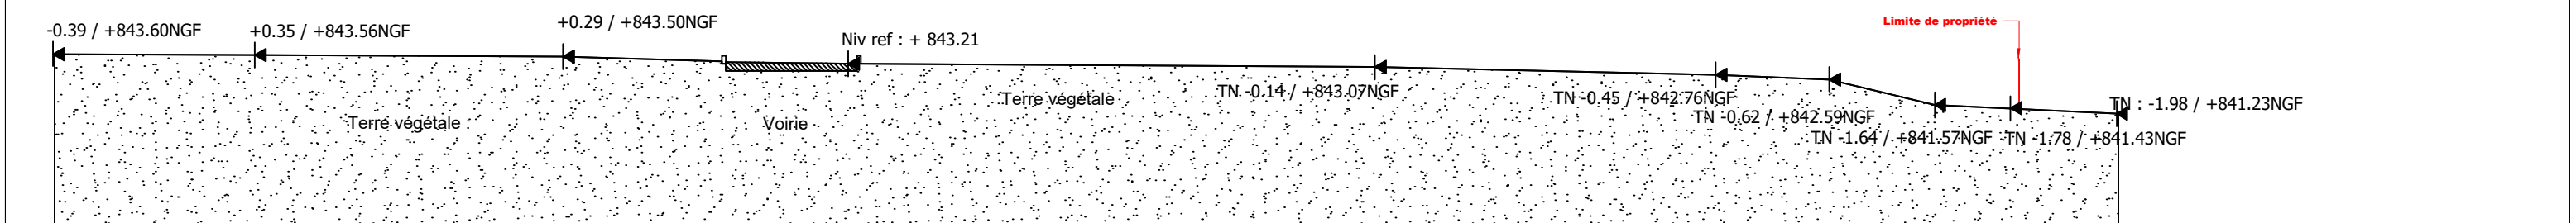 -0.39 / +843.60NGF
+0.35 / +843.56NGF
+0.29 / +843.50NGF
Niv ref : + 843.21
Limite de propriété
Terre végétale
Voirie
Terre végétale
TN -0.14 / +843.07NGF
TN -0.45 / +842.76NGF
TN -0.62 / +842.59NGF
TN -1.64 / +841.57NGF
TN -1.78 / +841.43NGF
TN : -1.98 / +841.23NGF